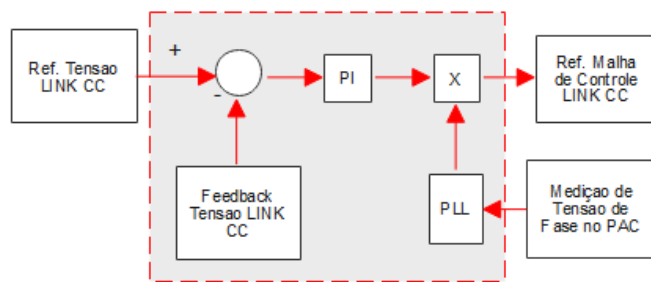 Ref. Tensao
LINK CC
+
-
PI
X
Ref. Malha
de Controle
LINK CC
Feedback
Tensao LINK
CC
PLL
Mediçao de
Tensao de
Fase no PAC